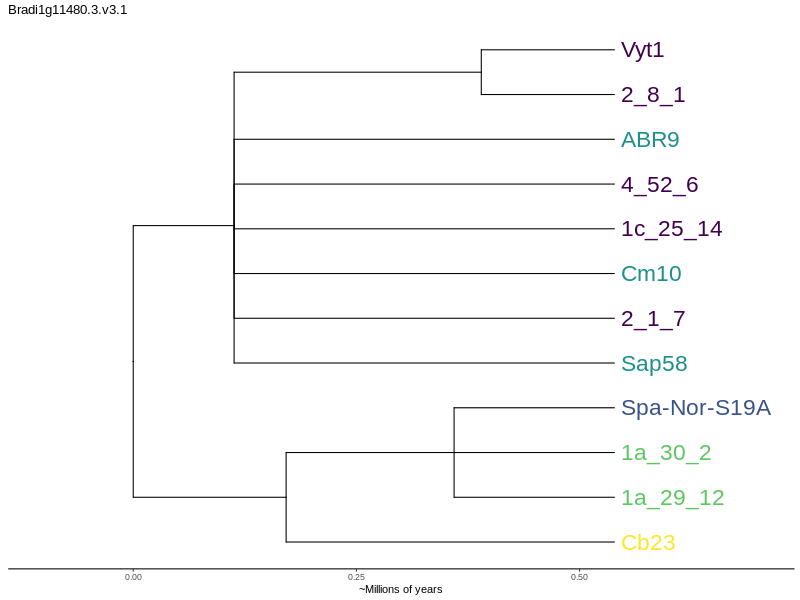 Bradi1g11480.3.v3.1
Vyt1
2_8_1
ABR9
4_52_6
1c_25_14
Cm10
2_1_7
Sap58
Spa-Nor-S19A
1a_30_2
1a_29_12
Cb23
0.00 0.25 0.50
~Millions of years